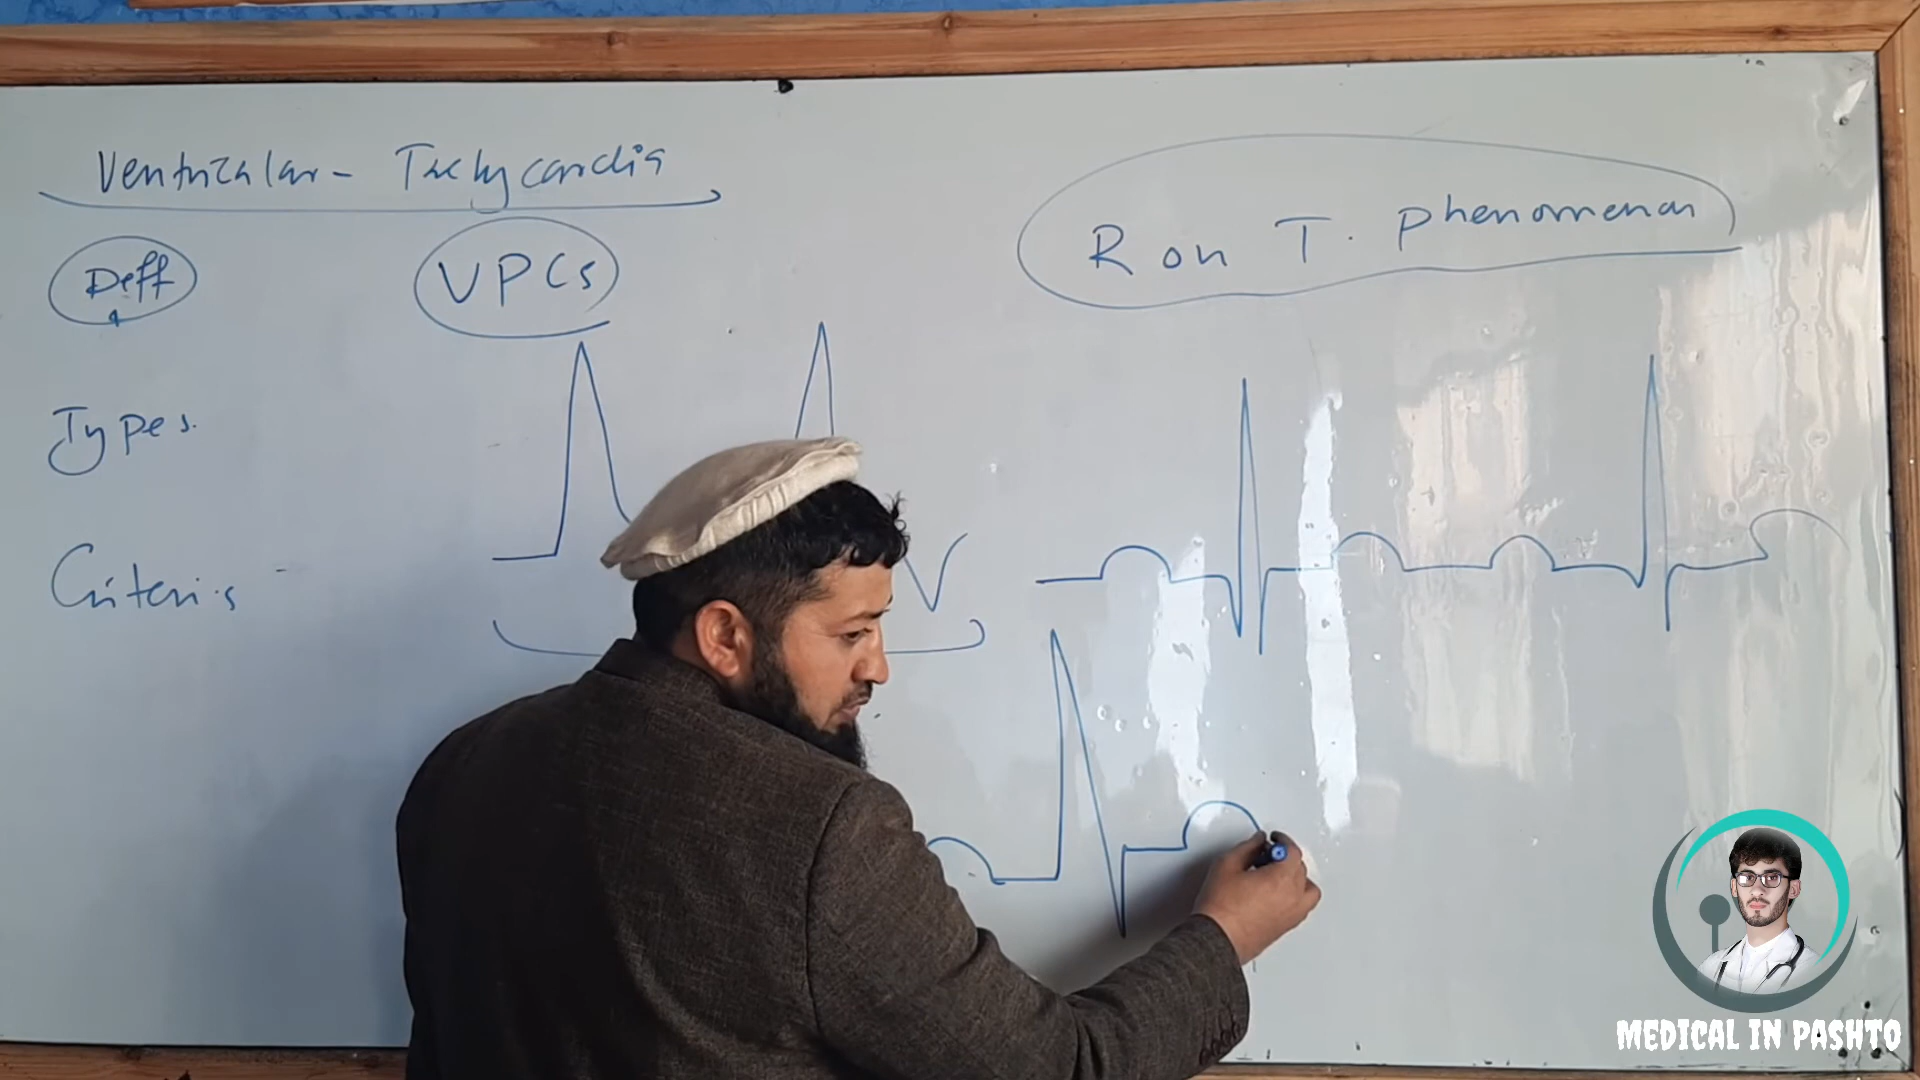 Ventricular - Tachycardia
Deff
VPCs
R on T. phenomenon
Types.
Criteria
MEDICAL IN PASHTO